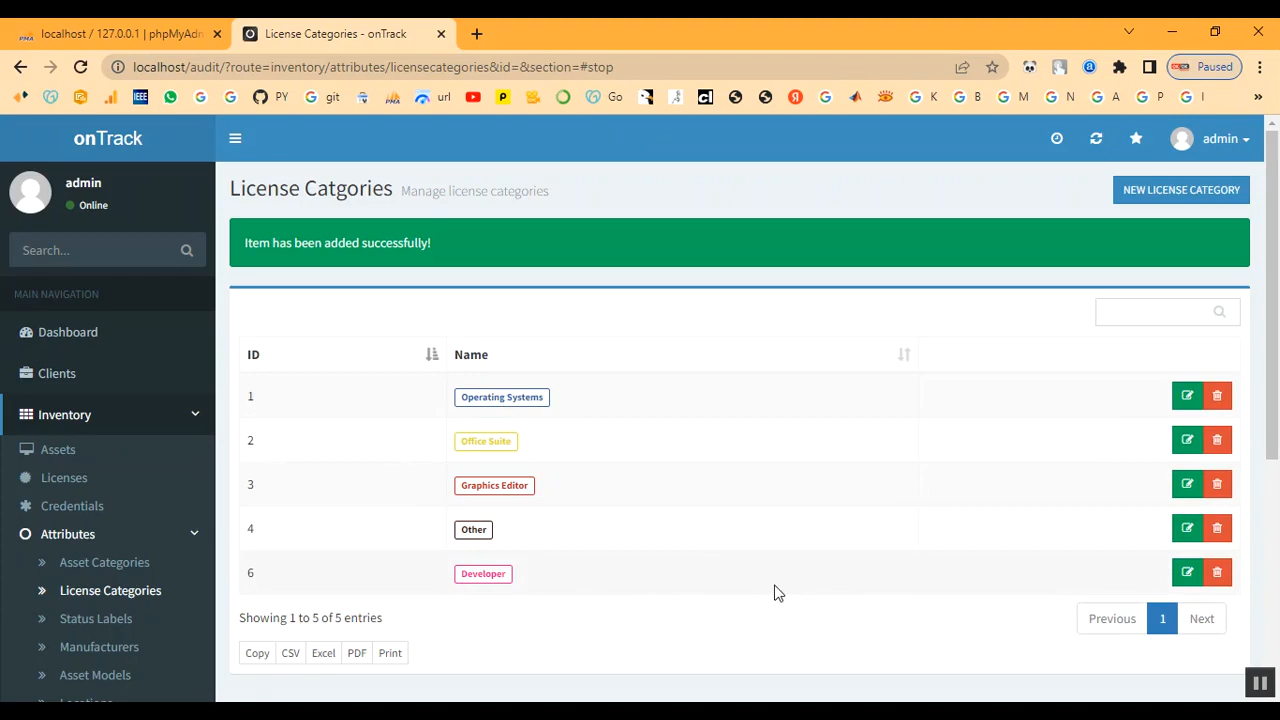 localhost / 127.0.0.1 | phpMyAdm
License Categories - onTrack
localhost/audit/?route=inventory/attributes/licensecategories&id=&section=#stop
Paused
IEEE PY git url Go K B M N A P I
onTrack
admin
admin
Online
License Catgories Manage license categories
NEW LICENSE CATEGORY
Search...
Item has been added successfully!
MAIN NAVIGATION
Dashboard
Clients
Inventory
Assets
Licenses
Credentials
Attributes
Asset Categories
License Categories
Status Labels
Manufacturers
Asset Models
ID Name
1 Operating Systems
2 Office Suite
3 Graphics Editor
4 Other
6 Developer
Showing 1 to 5 of 5 entries
Previous 1 Next
Copy CSV Excel PDF Print